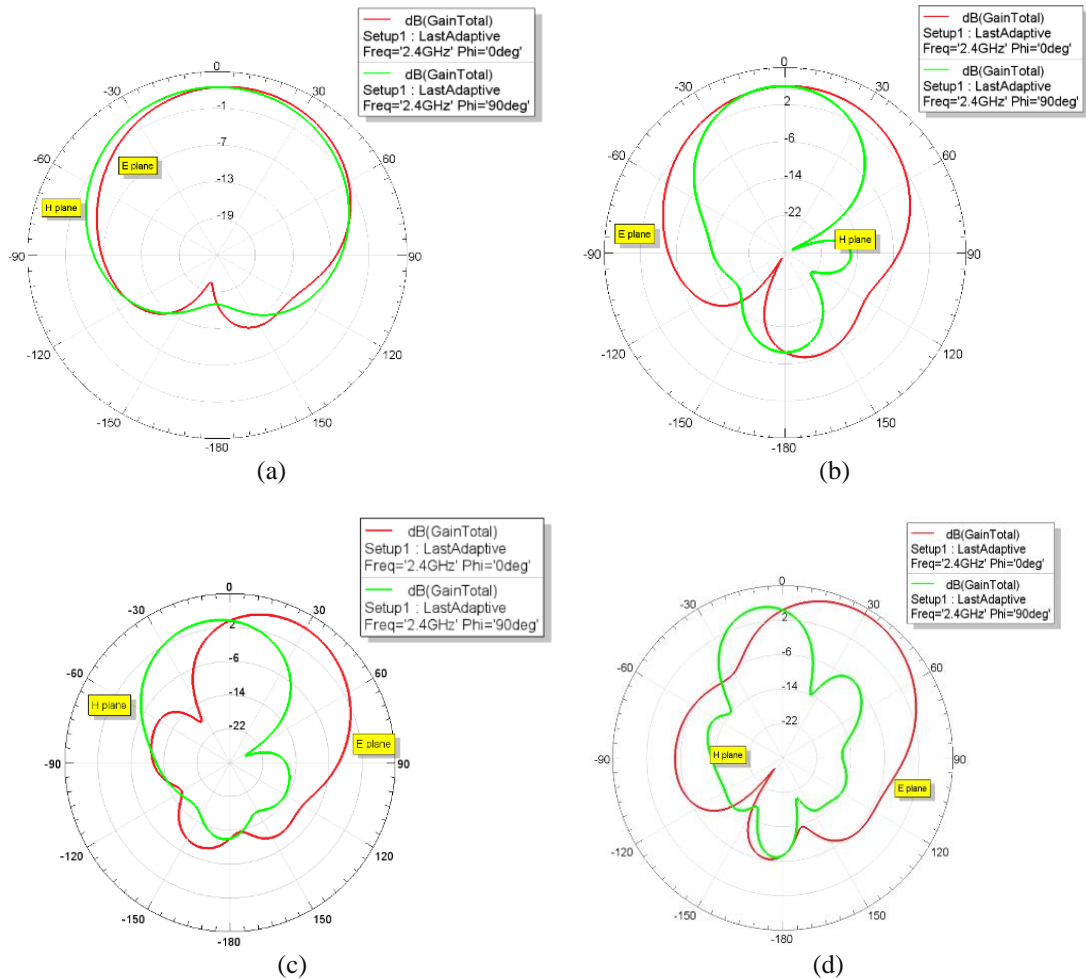 dB(GainTotal)
Setup1 : LastAdaptive
Freq='2.4GHz' Phi='0deg'
dB(GainTotal)
Setup1 : LastAdaptive
Freq='2.4GHz' Phi='90deg'
0
-30
30
-1
-60
60
-7
-13
-19
-90
90
-120
120
-150
150
-180
E plane
H plane
(a)
dB(GainTotal)
Setup1 : LastAdaptive
Freq='2.4GHz' Phi='0deg'
dB(GainTotal)
Setup1 : LastAdaptive
Freq='2.4GHz' Phi='90deg'
0
-30
30
2
-60
60
-6
-14
-22
-90
90
-120
120
-150
150
-180
E plane
H plane
(b)
dB(GainTotal)
Setup1 : LastAdaptive
Freq='2.4GHz' Phi='0deg'
dB(GainTotal)
Setup1 : LastAdaptive
Freq='2.4GHz' Phi='90deg'
0
-30
30
2
-60
60
-6
-14
-22
-90
90
-120
120
-150
150
-180
H plane
E plane
(c)
dB(GainTotal)
Setup1 : LastAdaptive
Freq='2.4GHz' Phi='0deg'
dB(GainTotal)
Setup1 : LastAdaptive
Freq='2.4GHz' Phi='90deg'
0
-30
30
2
-60
60
-6
-14
-22
-90
90
-120
120
-150
150
-180
H plane
E plane
(d)